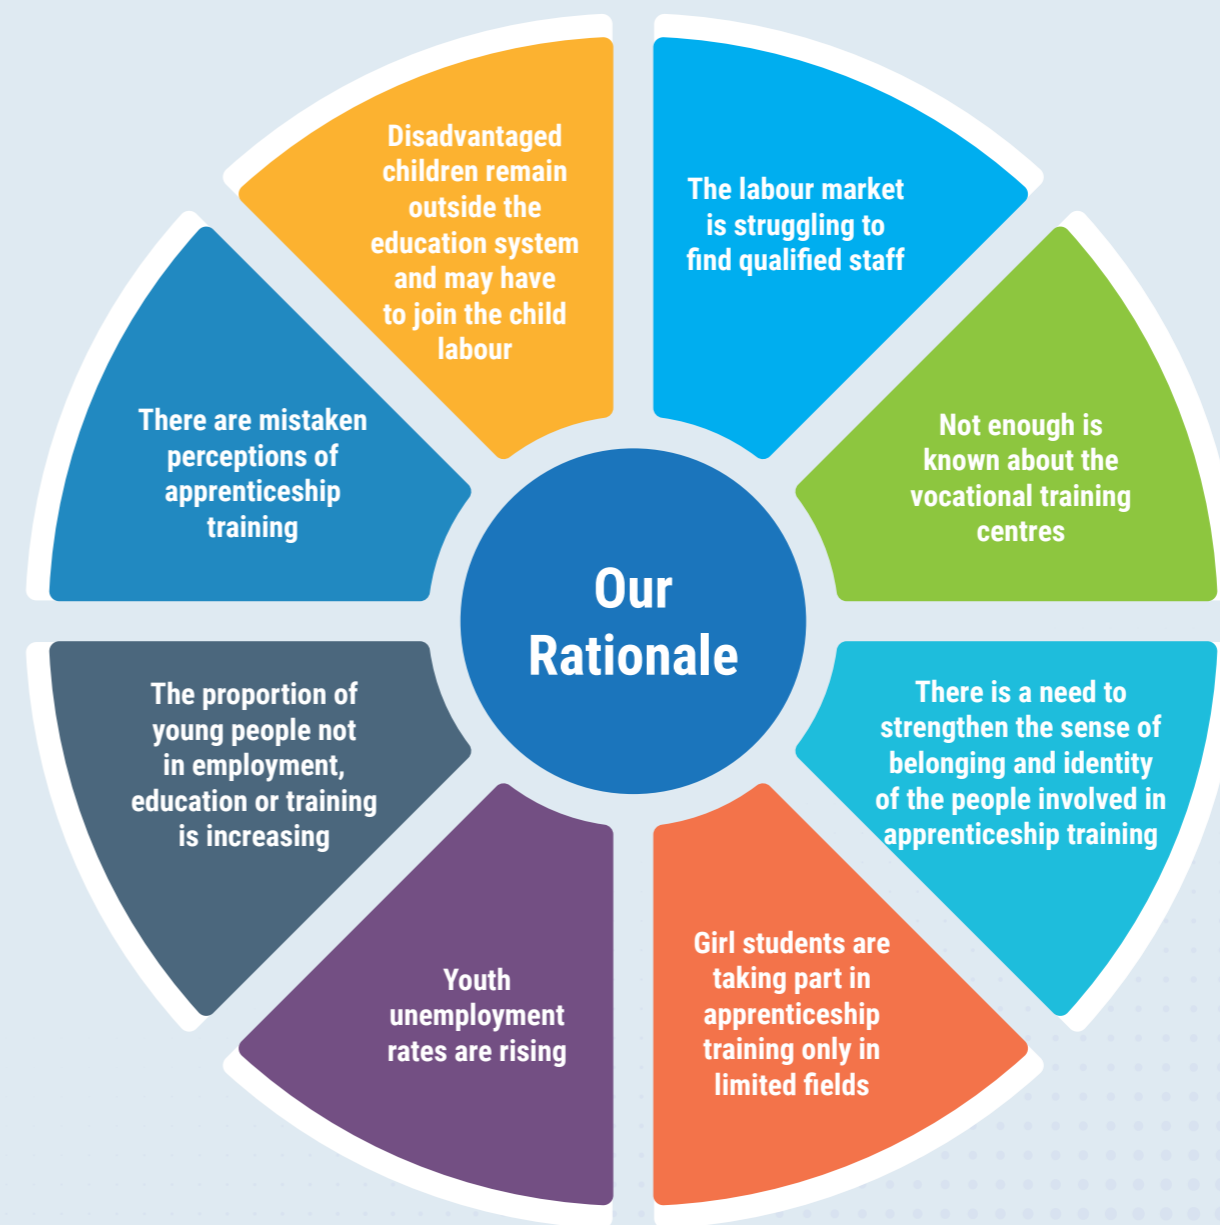 Our
Rationale
The labour market
is struggling to
find qualified staff
Not enough is
known about the
vocational training
centres
There is a need to
strengthen the sense of
belonging and identity
of the people involved in
apprenticeship training
Girl students are
taking part in
apprenticeship
training only in
limited fields
Youth
unemployment
rates are rising
The proportion of
young people not
in employment,
education or training
is increasing
There are mistaken
perceptions of
apprenticeship
training
Disadvantaged
children remain
outside the
education system
and may have
to join the child
labour